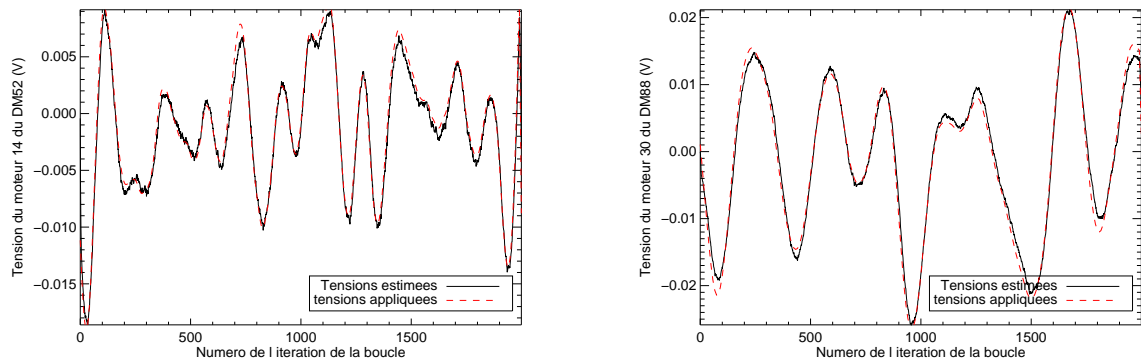 Tension du moteur 14 du DM52 (V)
0.005
0.000
−0.005
−0.010
−0.015
0
500
1000
1500
Numero de l iteration de la boucle
Tensions estimees
tensions appliquees
Tension du moteur 30 du DM88 (V)
0.02
0.01
0.00
−0.01
−0.02
0
500
1000
1500
Numero de l iteration de la boucle
Tensions estimees
tensions appliquees